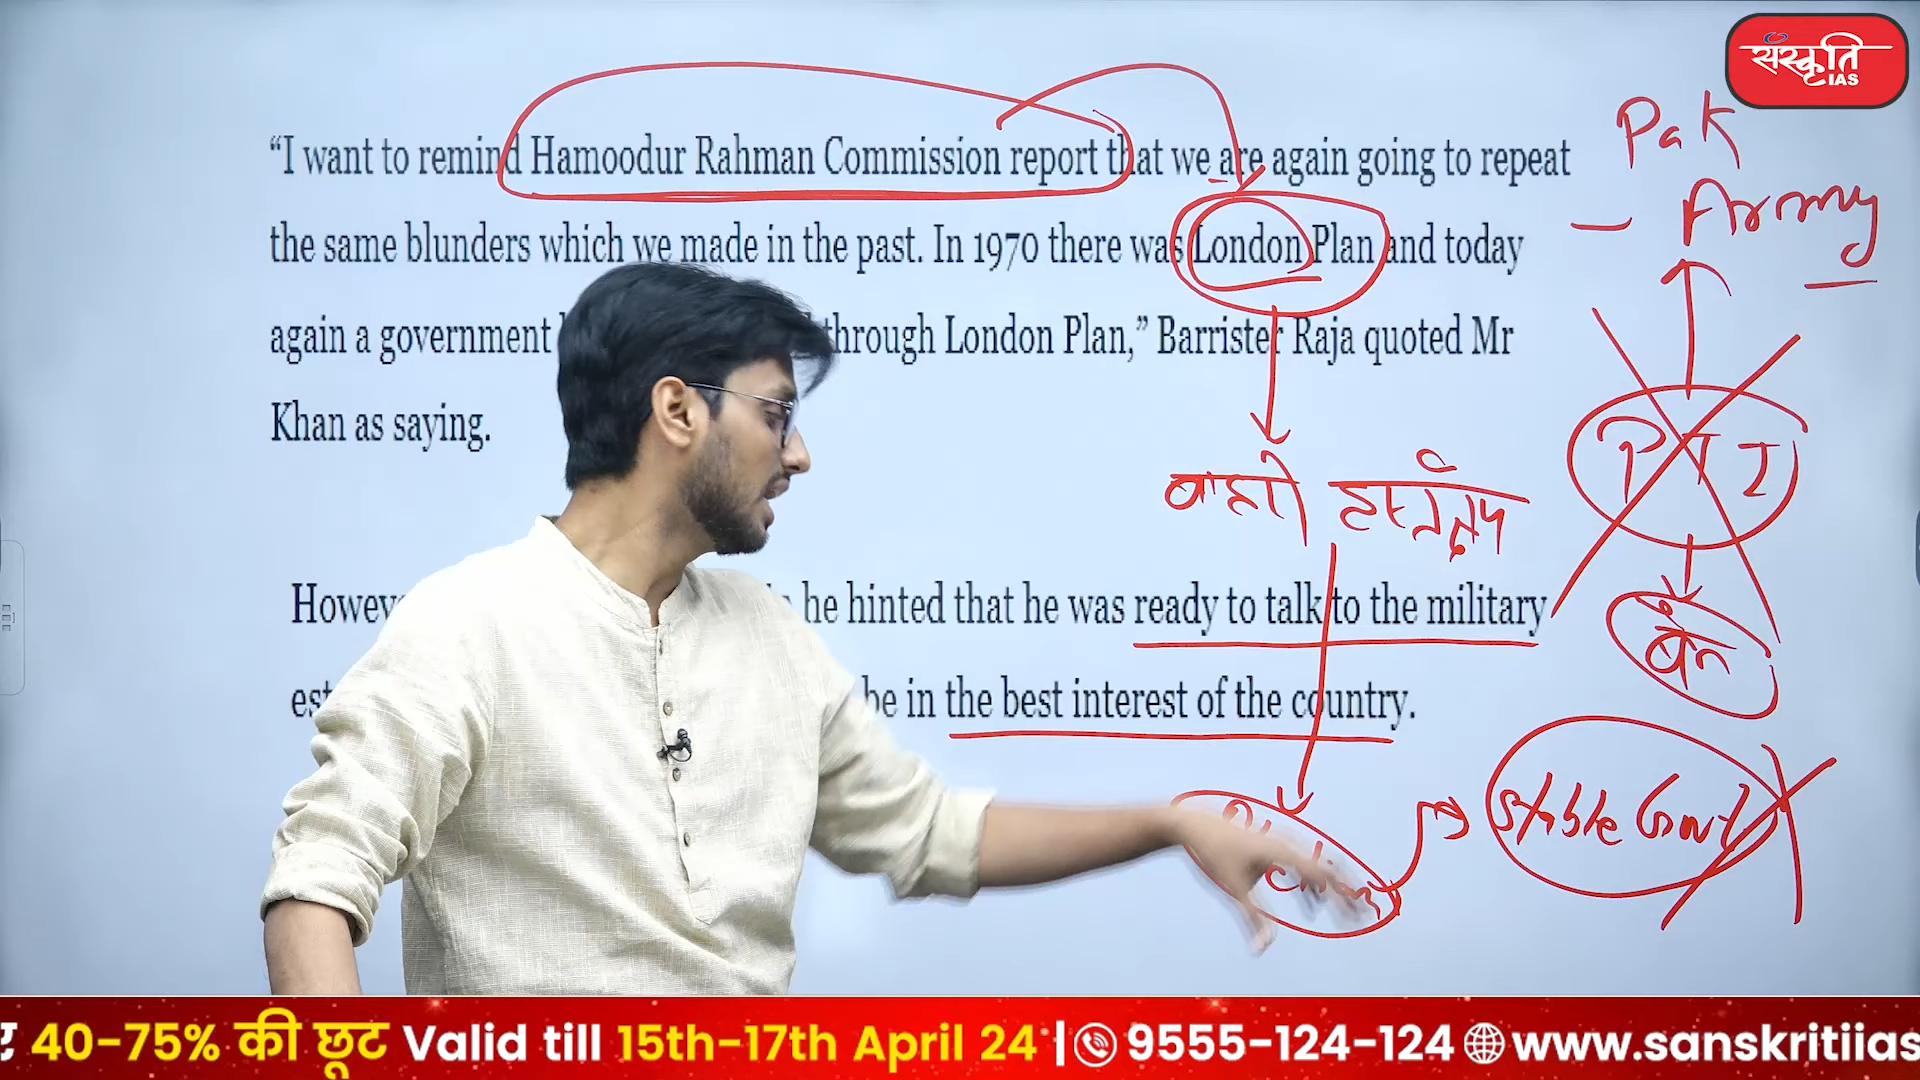 संस्कृति
IAS
“I want to remind Hamoodur Rahman Commission report that we are again going to repeat
the same blunders which we made in the past. In 1970 there was London Plan and today
again a government through London Plan,” Barrister Raja quoted Mr
Khan as saying.
he hinted that he was ready to talk to the military
be in the best interest of the country.
Pak
Army
PTI
बैन
बाहरी हस्तक्षेप
Stable Govt
40-75% की छूट Valid till 15th-17th April 24 | 9555-124-124 www.sanskritiias